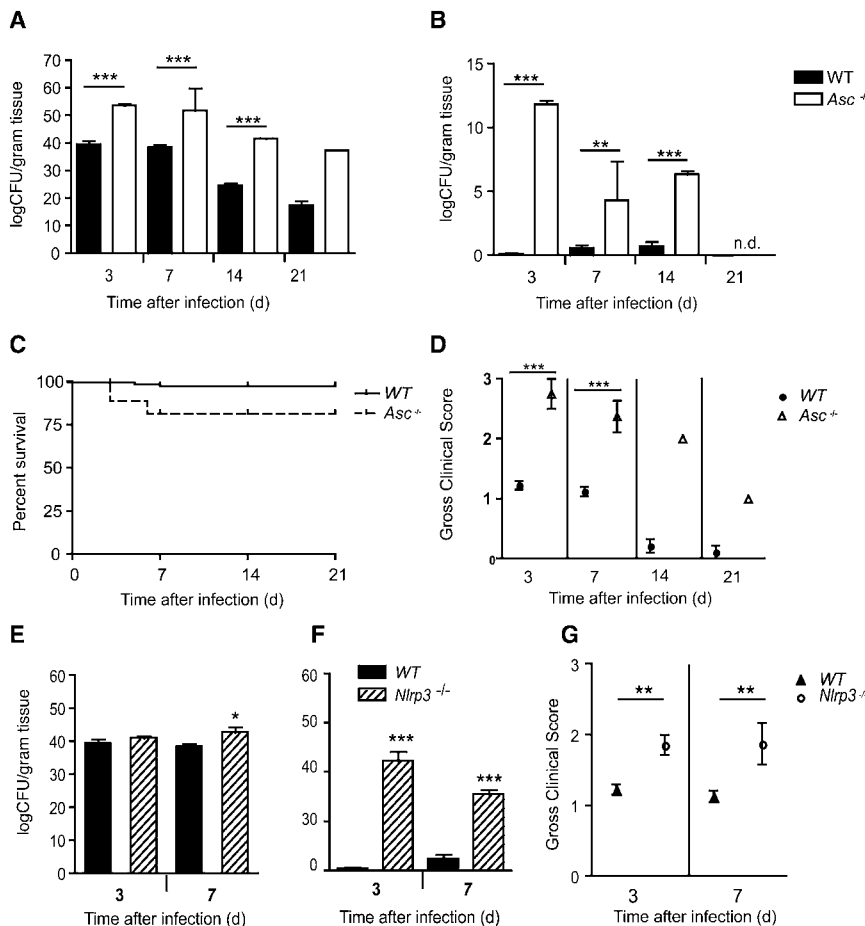 A
logCFU/gram tissue
70
60
50
40
30
20
10
0
***
***
***
3 7 14 21
Time after infection (d)
B
logCFU/gram tissue
15
10
5
0
***
**
***
n.d.
WT
Asc -/
3 7 14 21
Time after infection (d)
C
Percent survival
100
75
50
25
0
0 7 14 21
Time after infection (d)
WT
Asc -/-
D
Gross Clinical Score
3
2
1
0
***
***
WT
Asc -/-
3 7 14 21
Time after infection (d)
E
logCFU/gram tissue
60
50
40
30
20
10
0
*
3 7
Time after infection (d)
F
60
40
40
30
20
10
0
WT
Nlrp3 -/-
***
***
3 7
Time after infection (d)
G
Gross Clinical Score
3
2
1
0
**
**
WT
Nlrp3 -/
3 7
Time after infection (d)